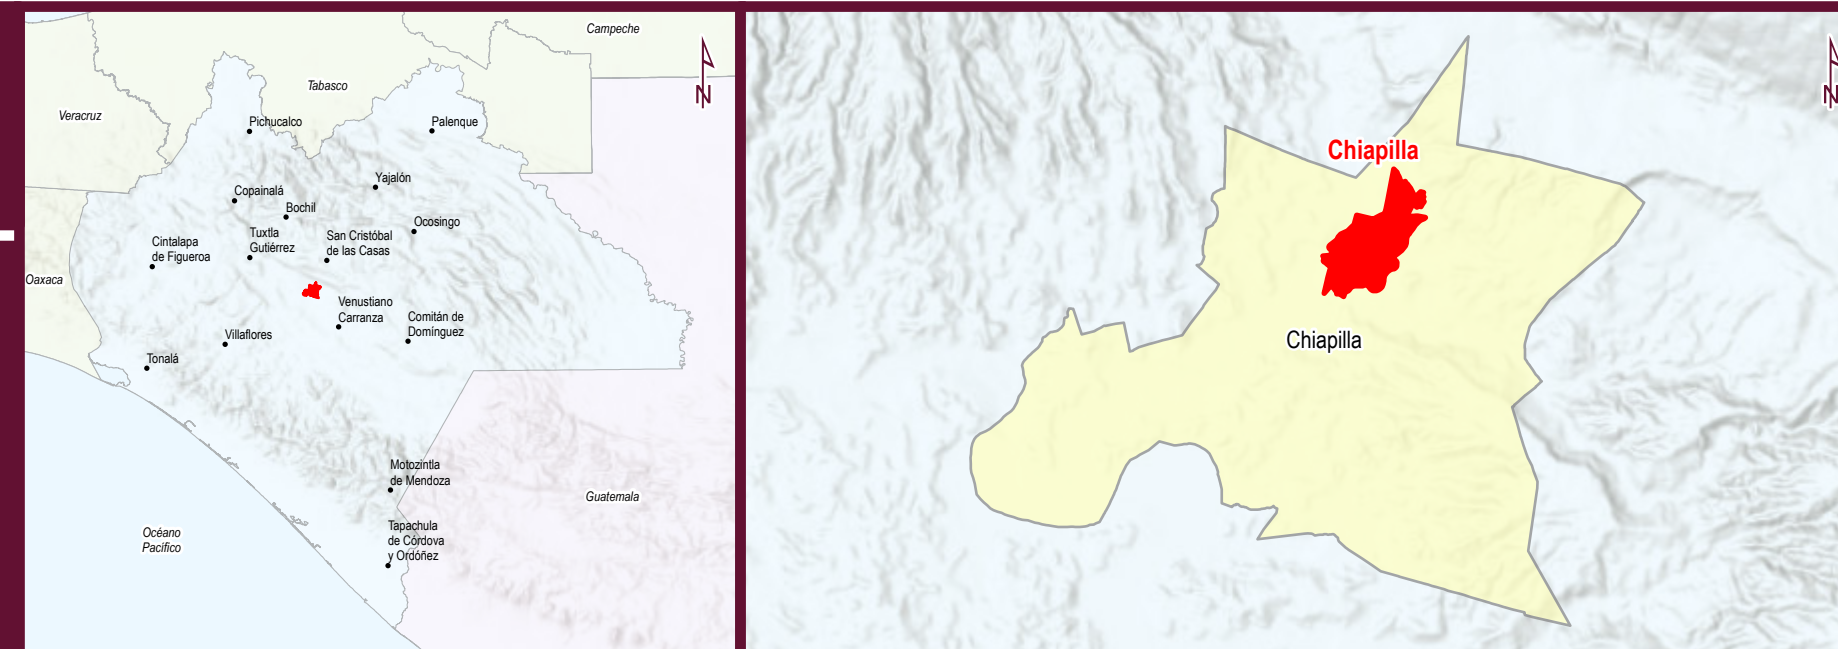 Campeche
Tabasco
Veracruz
N
Pichucalco
Palenque
Yajalón
Copainalá
Bochil
Ocosingo
Tuxtla
Gutiérrez
San Cristóbal
de las Casas
Cintalapa
de Figueroa
Oaxaca
Venustiano
Carranza
Comitán de
Domínguez
Villaflores
Tonalá
Motozintla
de Mendoza
Guatemala
Océano
Pacifico
Tapachula
de Córdova
y Ordóñez
N
Chiapilla
Chiapilla